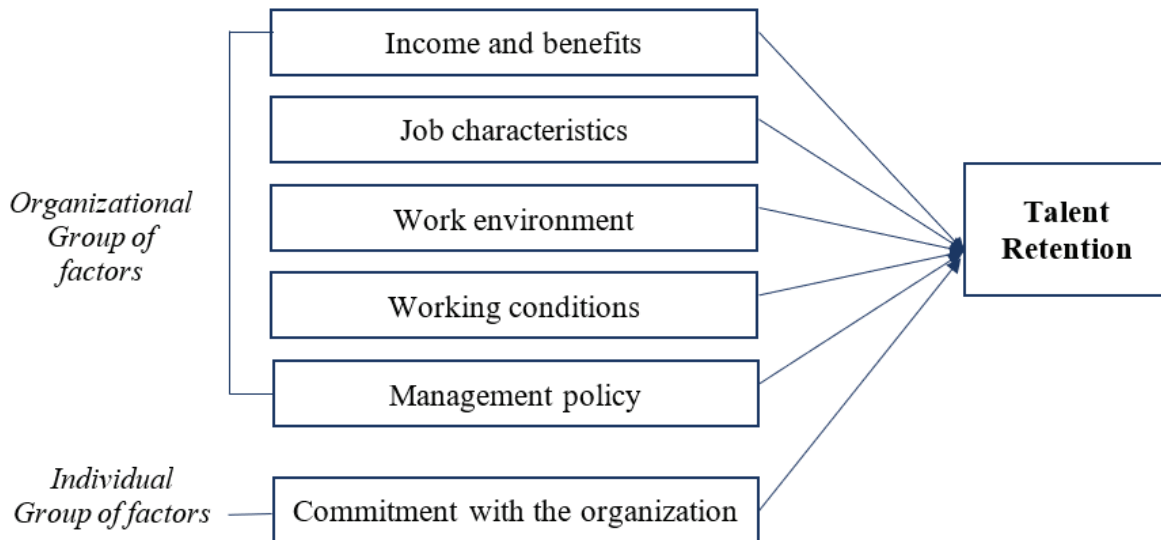 Income and benefits
Job characteristics
Organizational
Group of
factors
Work environment
Working conditions
Management policy
Individual
Group of factors
Commitment with the organization
Talent
Retention